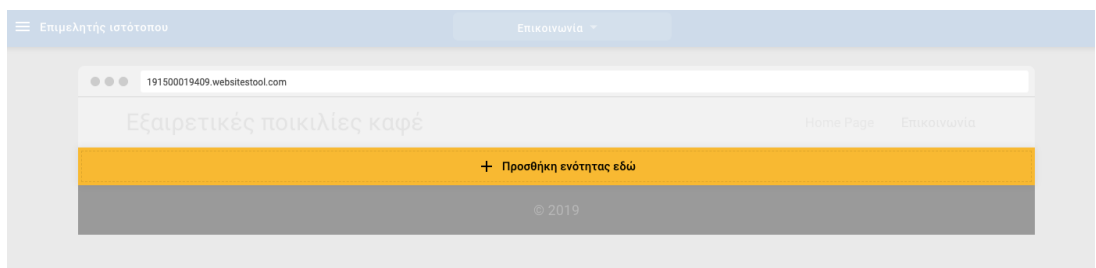 Επιμελητής ιστότοπου
Επικοινωνία
191500019409.websitestool.com
Εξαιρετικές ποικιλίες καφέ
Home Page Επικοινωνία
+ Προσθήκη ενότητας εδώ
© 2019